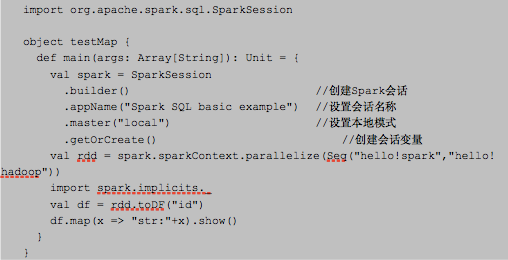 import org.apache.spark.sql.SparkSession
object testMap {
def main(args: Array[String]): Unit = {
val spark = SparkSession
.builder() //创建Spark会话
.appName("Spark SQL basic example") //设置会话名称
.master("local") //设置本地模式
.getOrCreate() //创建会话变量
val rdd = spark.sparkContext.parallelize(Seq("hello!spark","hello!
hadoop"))
import spark.implicits._
val df = rdd.toDF("id")
df.map(x => "str:"+x).show()
}
}